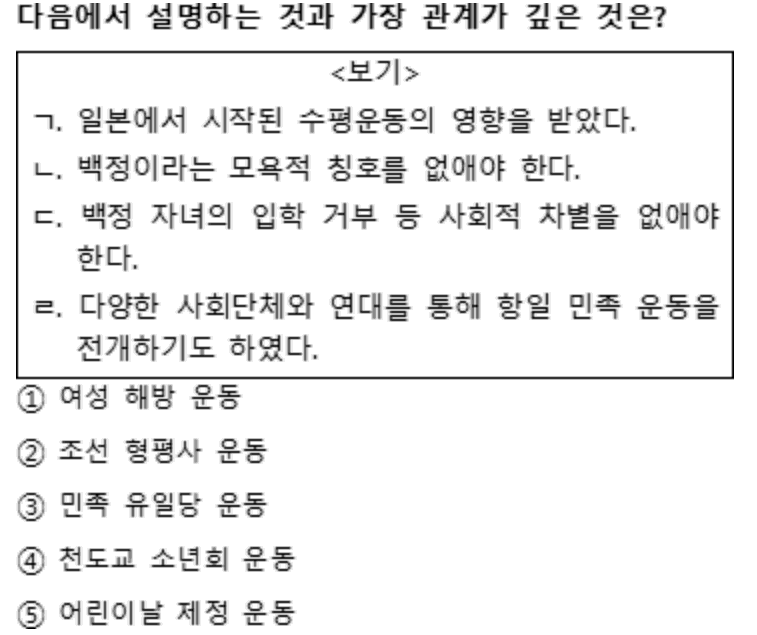 다음에서 설명하는 것과 가장 관계가 깊은 것은?
<보기>
ㄱ. 일본에서 시작된 수평운동의 영향을 받았다.
ㄴ. 백정이라는 모욕적 칭호를 없애야 한다.
ㄷ. 백정 자녀의 입학 거부 등 사회적 차별을 없애야
한다.
ㄹ. 다양한 사회단체와 연대를 통해 항일 민족 운동을
전개하기도 하였다.
① 여성 해방 운동
② 조선 형평사 운동
③ 민족 유일당 운동
④ 천도교 소년회 운동
⑤ 어린이날 제정 운동